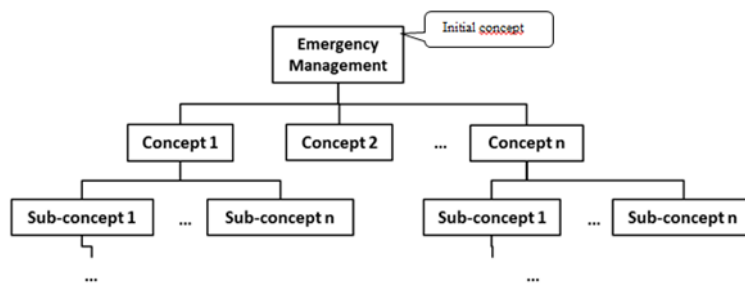 Initial concept
Emergency
Management
Concept 1
Concept 2
...
Concept n
Sub-concept 1
...
Sub-concept n
Sub-concept 1
...
Sub-concept n
...
...